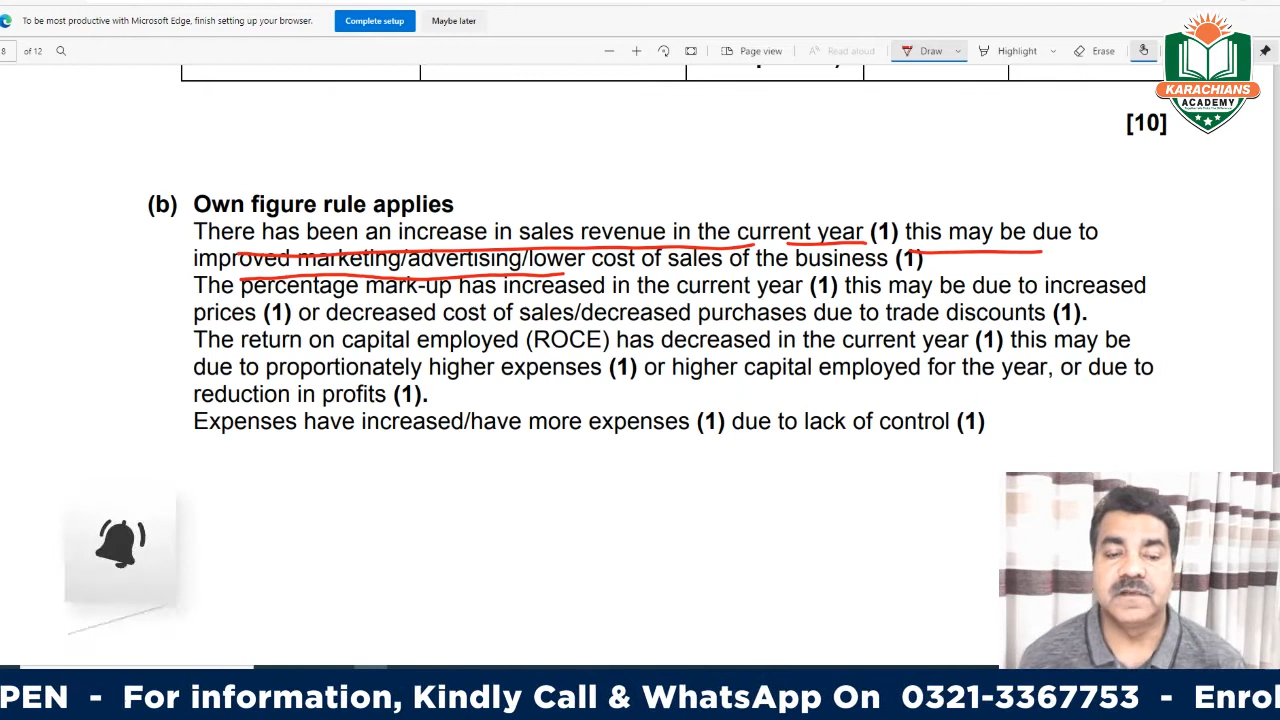 To be most productive with Microsoft Edge, finish setting up your browser. Complete setup Maybe later
8 of 12 Page view Read aloud Draw Highlight Erase
KARACHIANS
ACADEMY
[10]
(b) Own figure rule applies
There has been an increase in sales revenue in the current year (1) this may be due to
improved marketing/advertising/lower cost of sales of the business (1)
The percentage mark-up has increased in the current year (1) this may be due to increased
prices (1) or decreased cost of sales/decreased purchases due to trade discounts (1).
The return on capital employed (ROCE) has decreased in the current year (1) this may be
due to proportionately higher expenses (1) or higher capital employed for the year, or due to
reduction in profits (1).
Expenses have increased/have more expenses (1) due to lack of control (1)
PEN - For information, Kindly Call & WhatsApp On 0321-3367753 - Enrol